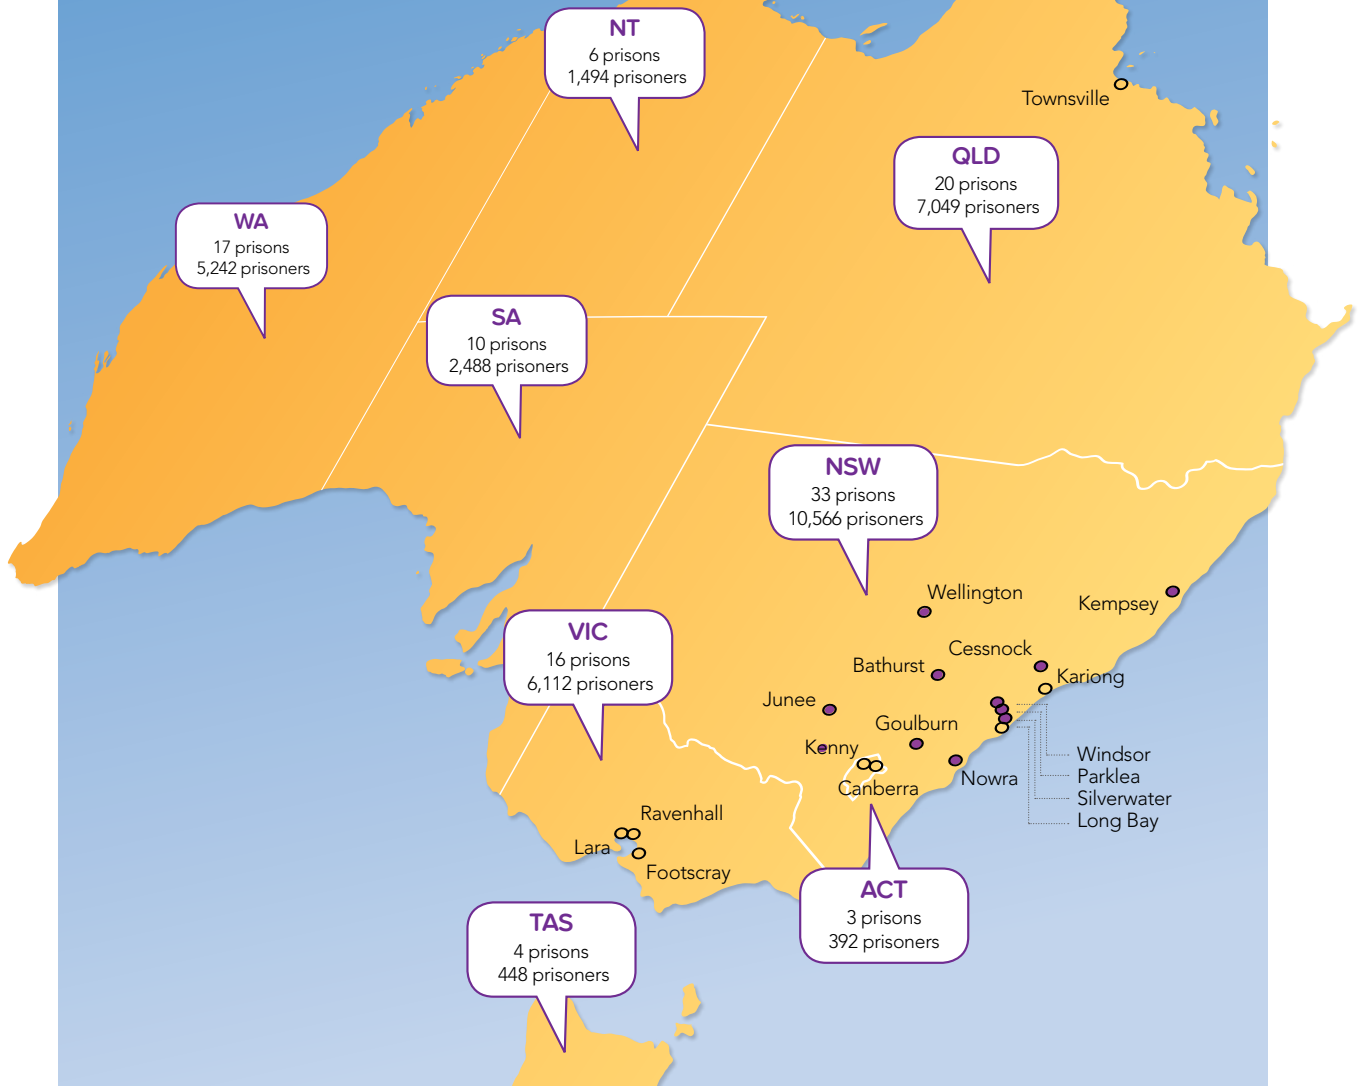 NT
6 prisons
1,494 prisoners
Townsville
QLD
20 prisons
7,049 prisoners
WA
17 prisons
5,242 prisoners
SA
10 prisons
2,488 prisoners
NSW
33 prisons
10,566 prisoners
Wellington
Kempsey
Cessnock
Bathurst
Kariong
Junee
Goulburn
Kenny
Canberra
Nowra
Windsor
Parklea
Silverwater
Long Bay
VIC
16 prisons
6,112 prisoners
Ravenhall
Lara
Footscray
ACT
3 prisons
392 prisoners
TAS
4 prisons
448 prisoners